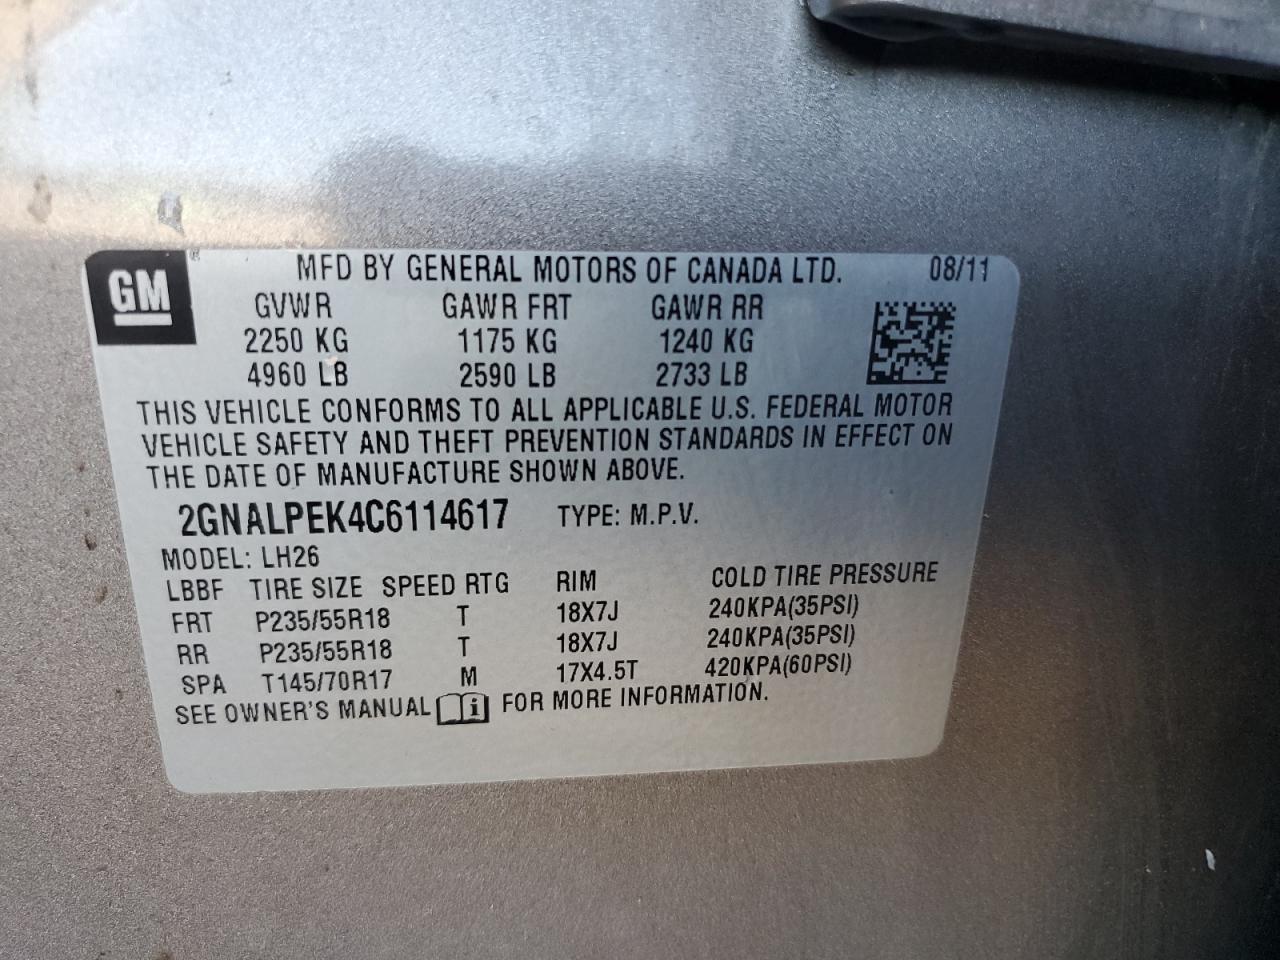 GM ® MFD BY GENERAL MOTORS OF CANADA LTD. 08/11
GVWR GAWR FRT GAWR RR
2250 KG 1175 KG 1240 KG
4960 LB 2590 LB 2733 LB
THIS VEHICLE CONFORMS TO ALL APPLICABLE U.S. FEDERAL MOTOR
VEHICLE SAFETY AND THEFT PREVENTION STANDARDS IN EFFECT ON
THE DATE OF MANUFACTURE SHOWN ABOVE.
2GNALPEK4C6114617 TYPE: M.P.V.
MODEL: LH26
LBBF TIRE SIZE SPEED RTG RIM COLD TIRE PRESSURE
FRT P235/55R18 T 18X7J 240KPA(35PSI)
RR P235/55R18 T 18X7J 240KPA(35PSI)
SPA T145/70R17 M 17X4.5T 420KPA(60PSI)
SEE OWNER'S MANUAL i FOR MORE INFORMATION.